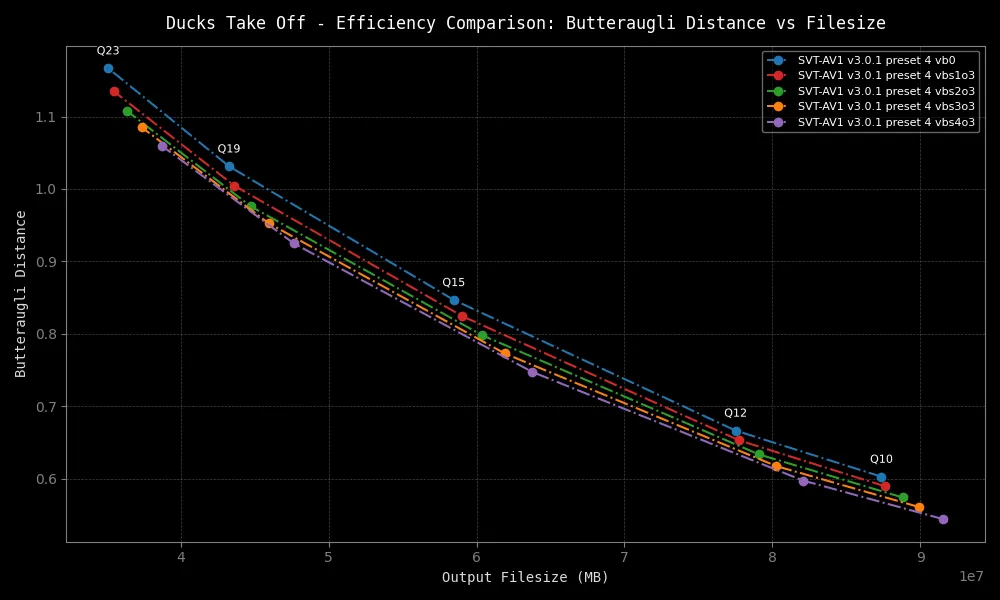 Ducks Take Off - Efficiency Comparison: Butteraugli Distance vs Filesize
Q23
Q19
Q15
Q12
Q10
SVT-AV1 v3.0.1 preset 4 vb0
SVT-AV1 v3.0.1 preset 4 vbs1o3
SVT-AV1 v3.0.1 preset 4 vbs2o3
SVT-AV1 v3.0.1 preset 4 vbs3o3
SVT-AV1 v3.0.1 preset 4 vbs4o3
Butteraugli Distance
1.1
1.0
0.9
0.8
0.7
0.6
4 5 6 7 8 9
1e7
Output Filesize (MB)